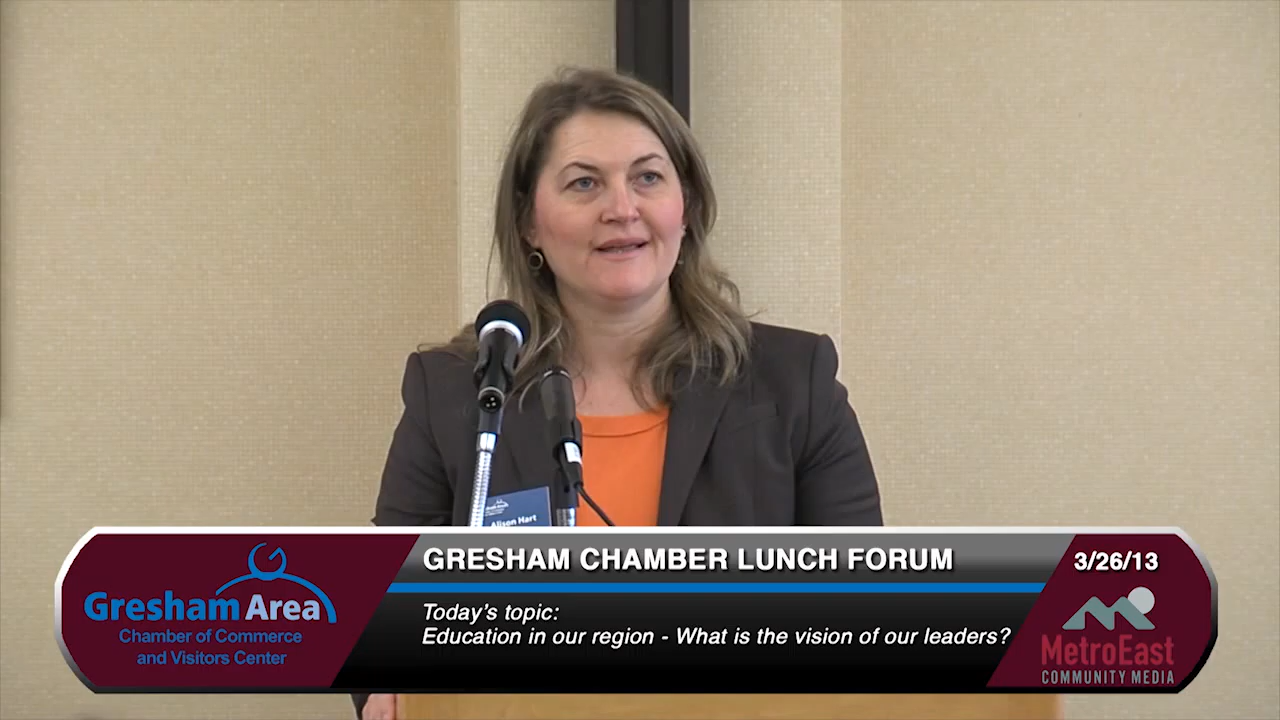 Alison Hart
GRESHAM CHAMBER LUNCH FORUM
3/26/13
Gresham Area
Chamber of Commerce
and Visitors Center
Today's topic:
Education in our region - What is the vision of our leaders?
MetroEast
COMMUNITY MEDIA